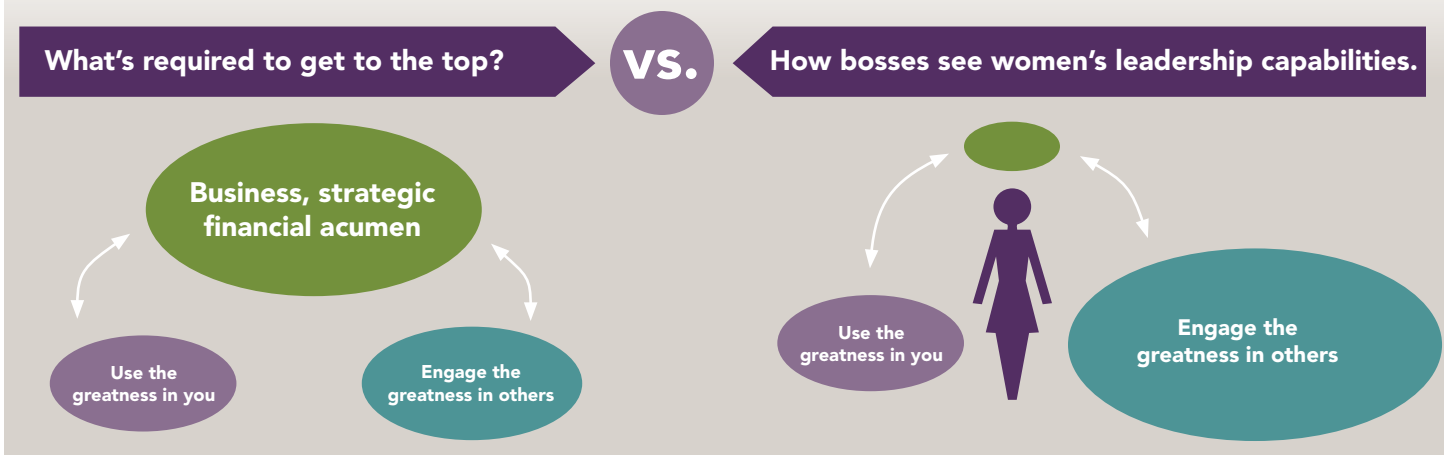 What's required to get to the top?
vs.
How bosses see women's leadership capabilities.
Business, strategic
financial acumen
Use the
greatness in you
Engage the
greatness in others
Use the
greatness in you
Engage the
greatness in others